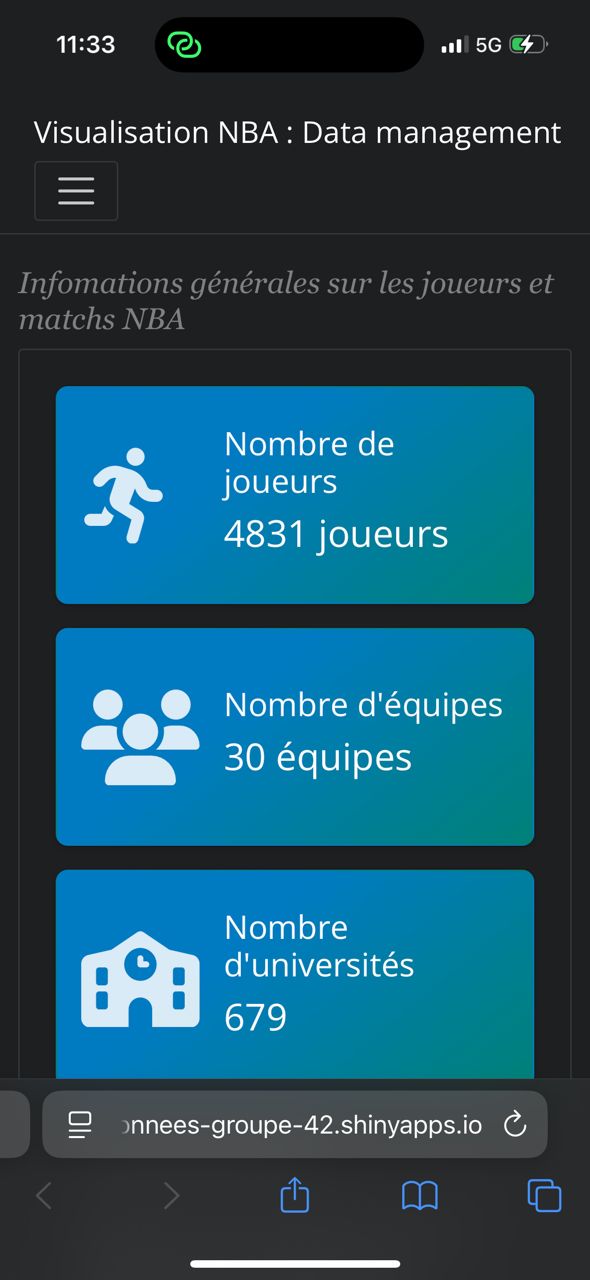 11:33
5G
Visualisation NBA : Data management
Infomations générales sur les joueurs et
matchs NBA
Nombre de
joueurs
4831 joueurs
Nombre d'équipes
30 équipes
Nombre
d'universités
679
nnees-groupe-42.shinyapps.io